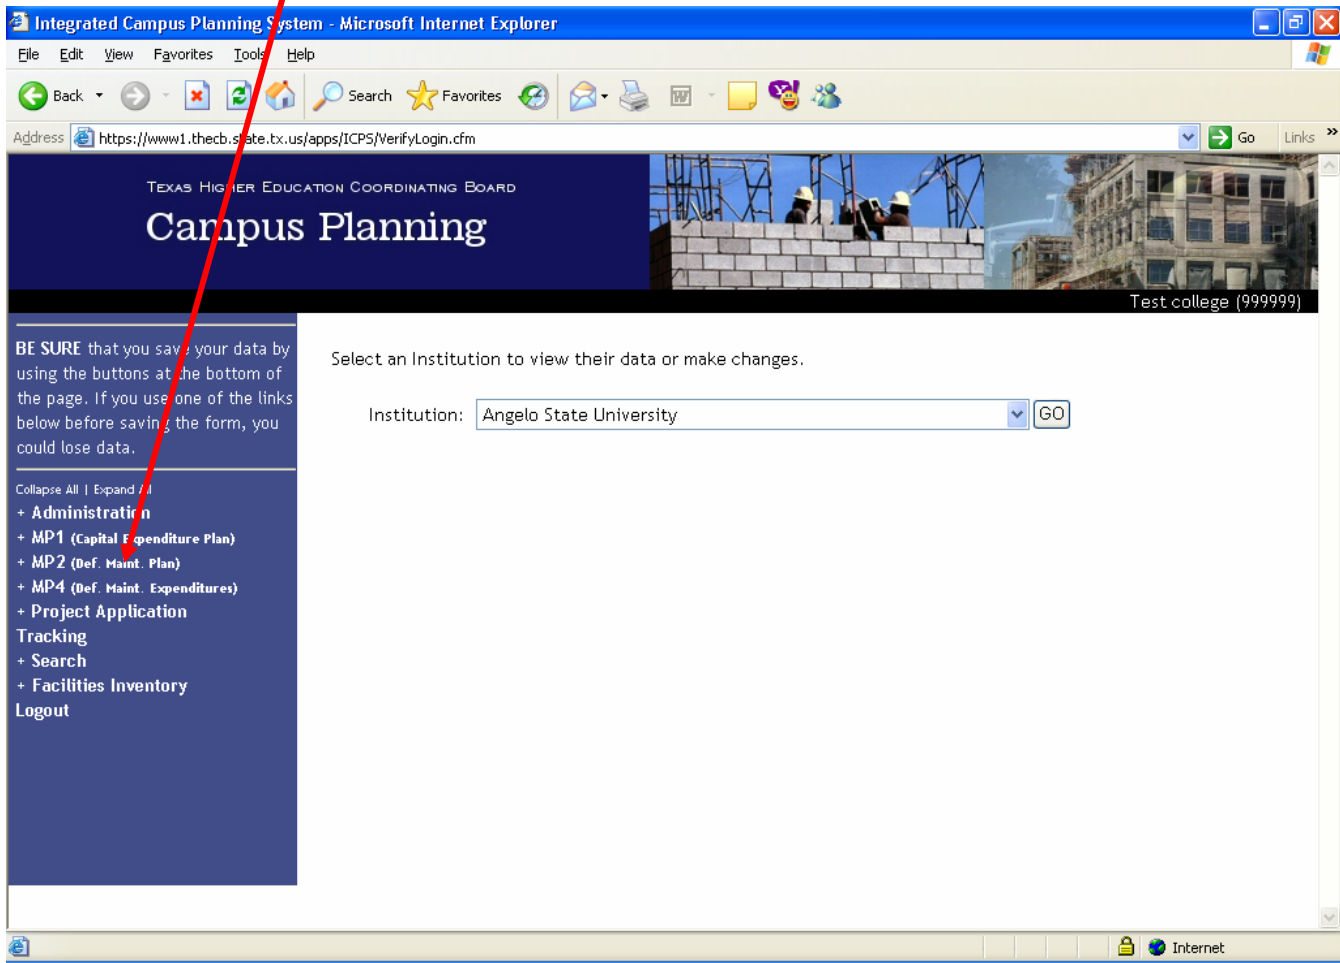 Integrated Campus Planning System - Microsoft Internet Explorer
File Edit View Favorites Tools Help
Back Search Favorites
Address https://www1.thecb.state.tx.us/apps/ICPS/VerifyLogin.cfm Go Links »
TEXAS HIGHER EDUCATION COORDINATING BOARD
Campus Planning
Test college (999999)
BE SURE that you save your data by
using the buttons at the bottom of
the page. If you use one of the links
below before saving the form, you
could lose data.
Collapse All | Expand All
+ Administration
+ MP1 (Capital Expenditure Plan)
+ MP2 (Def. Maint. Plan)
+ MP4 (Def. Maint. Expenditures)
+ Project Application
Tracking
+ Search
+ Facilities Inventory
Logout
Select an Institution to view their data or make changes.
Institution: Angelo State University GO
Internet